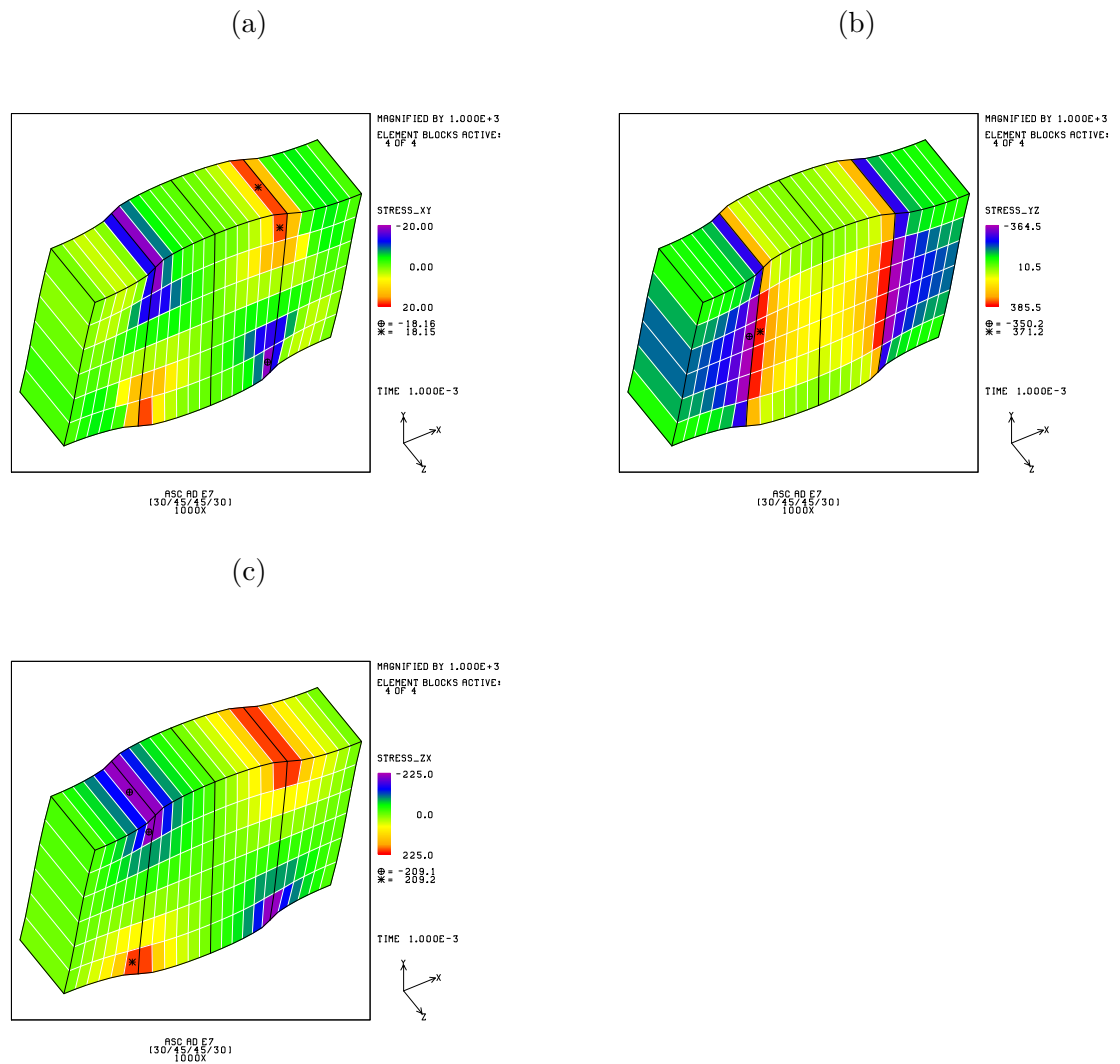 (a)
MAGNIFIED BY 1.000E+3
ELEMENT BLOCKS ACTIVE:
4 OF 4
STRESS_XY
-20.00
0.00
20.00
⊕= -18.16
✱= 18.15
TIME 1.000E-3
Y
X
Z
ASC AD E7
[30/45/45/30]
1000X
(b)
MAGNIFIED BY 1.000E+3
ELEMENT BLOCKS ACTIVE:
4 OF 4
STRESS_YZ
-364.5
10.5
385.5
⊕= -350.2
✱= 371.2
TIME 1.000E-3
Y
X
Z
ASC AD E7
[30/45/45/30]
1000X
(c)
MAGNIFIED BY 1.000E+3
ELEMENT BLOCKS ACTIVE:
4 OF 4
STRESS_ZX
-225.0
0.0
225.0
⊕= -209.1
✱= 209.2
TIME 1.000E-3
Y
X
Z
ASC AD E7
[30/45/45/30]
1000X